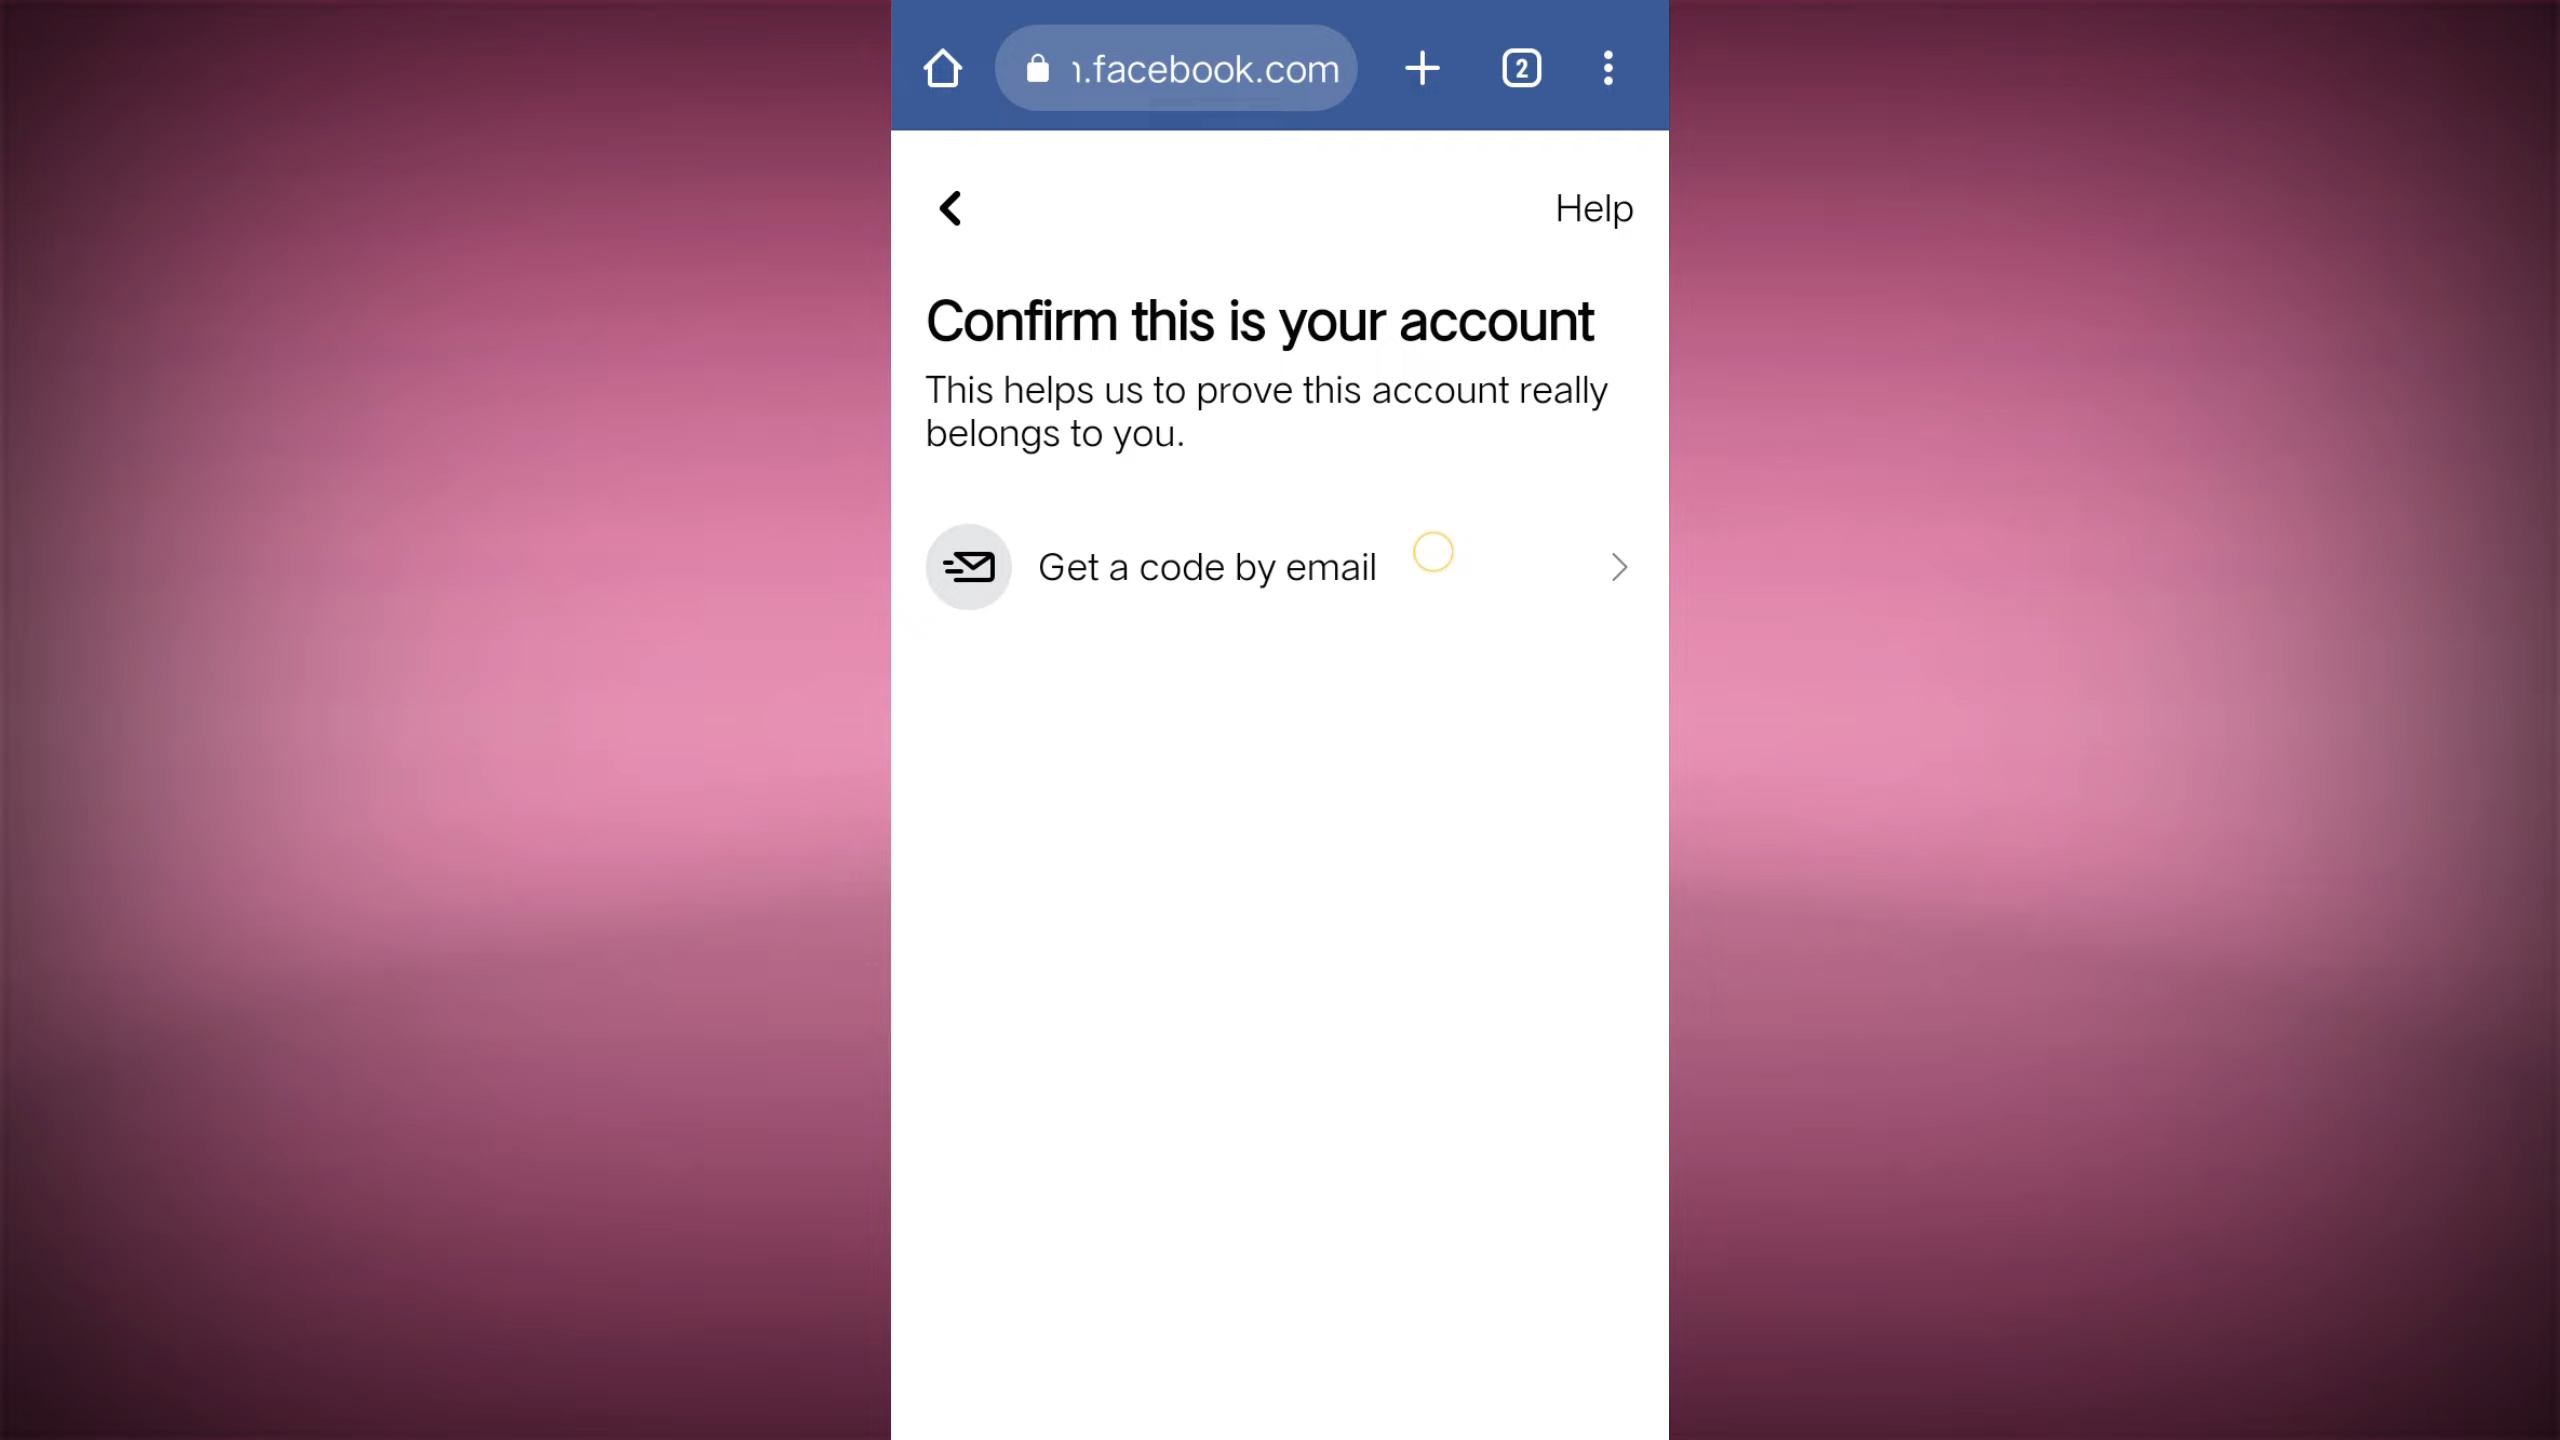 .facebook.com
2
Help
Confirm this is your account
This helps us to prove this account really
belongs to you.
Get a code by email